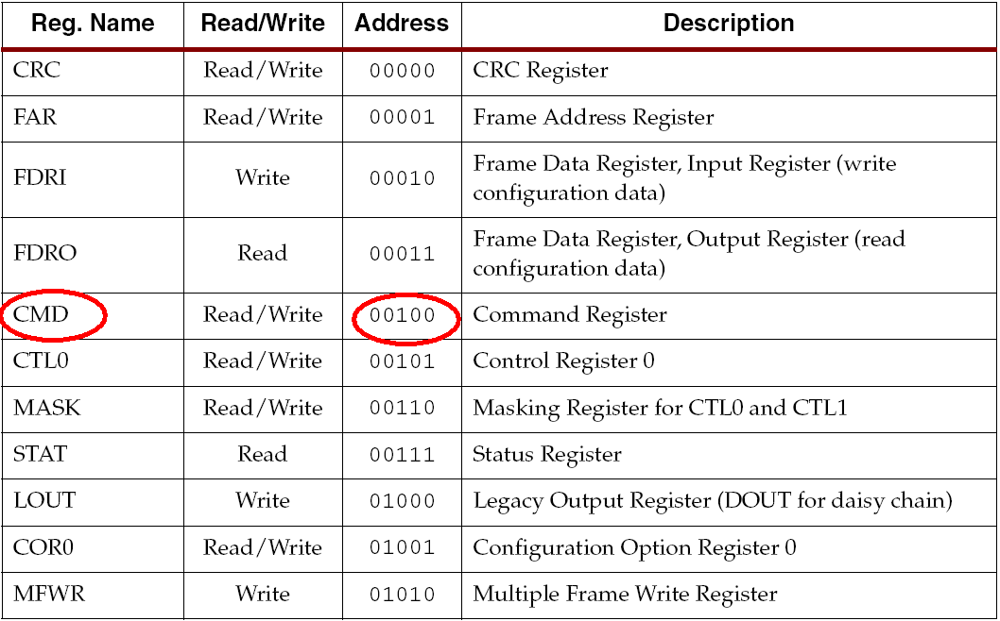 Reg. Name Read/Write Address Description
CRC Read/Write 00000 CRC Register
FAR Read/Write 00001 Frame Address Register
FDRI Write 00010 Frame Data Register, Input Register (write
configuration data)
FDRO Read 00011 Frame Data Register, Output Register (read
configuration data)
CMD Read/Write 00100 Command Register
CTL0 Read/Write 00101 Control Register 0
MASK Read/Write 00110 Masking Register for CTL0 and CTL1
STAT Read 00111 Status Register
LOUT Write 01000 Legacy Output Register (DOUT for daisy chain)
COR0 Read/Write 01001 Configuration Option Register 0
MFWR Write 01010 Multiple Frame Write Register